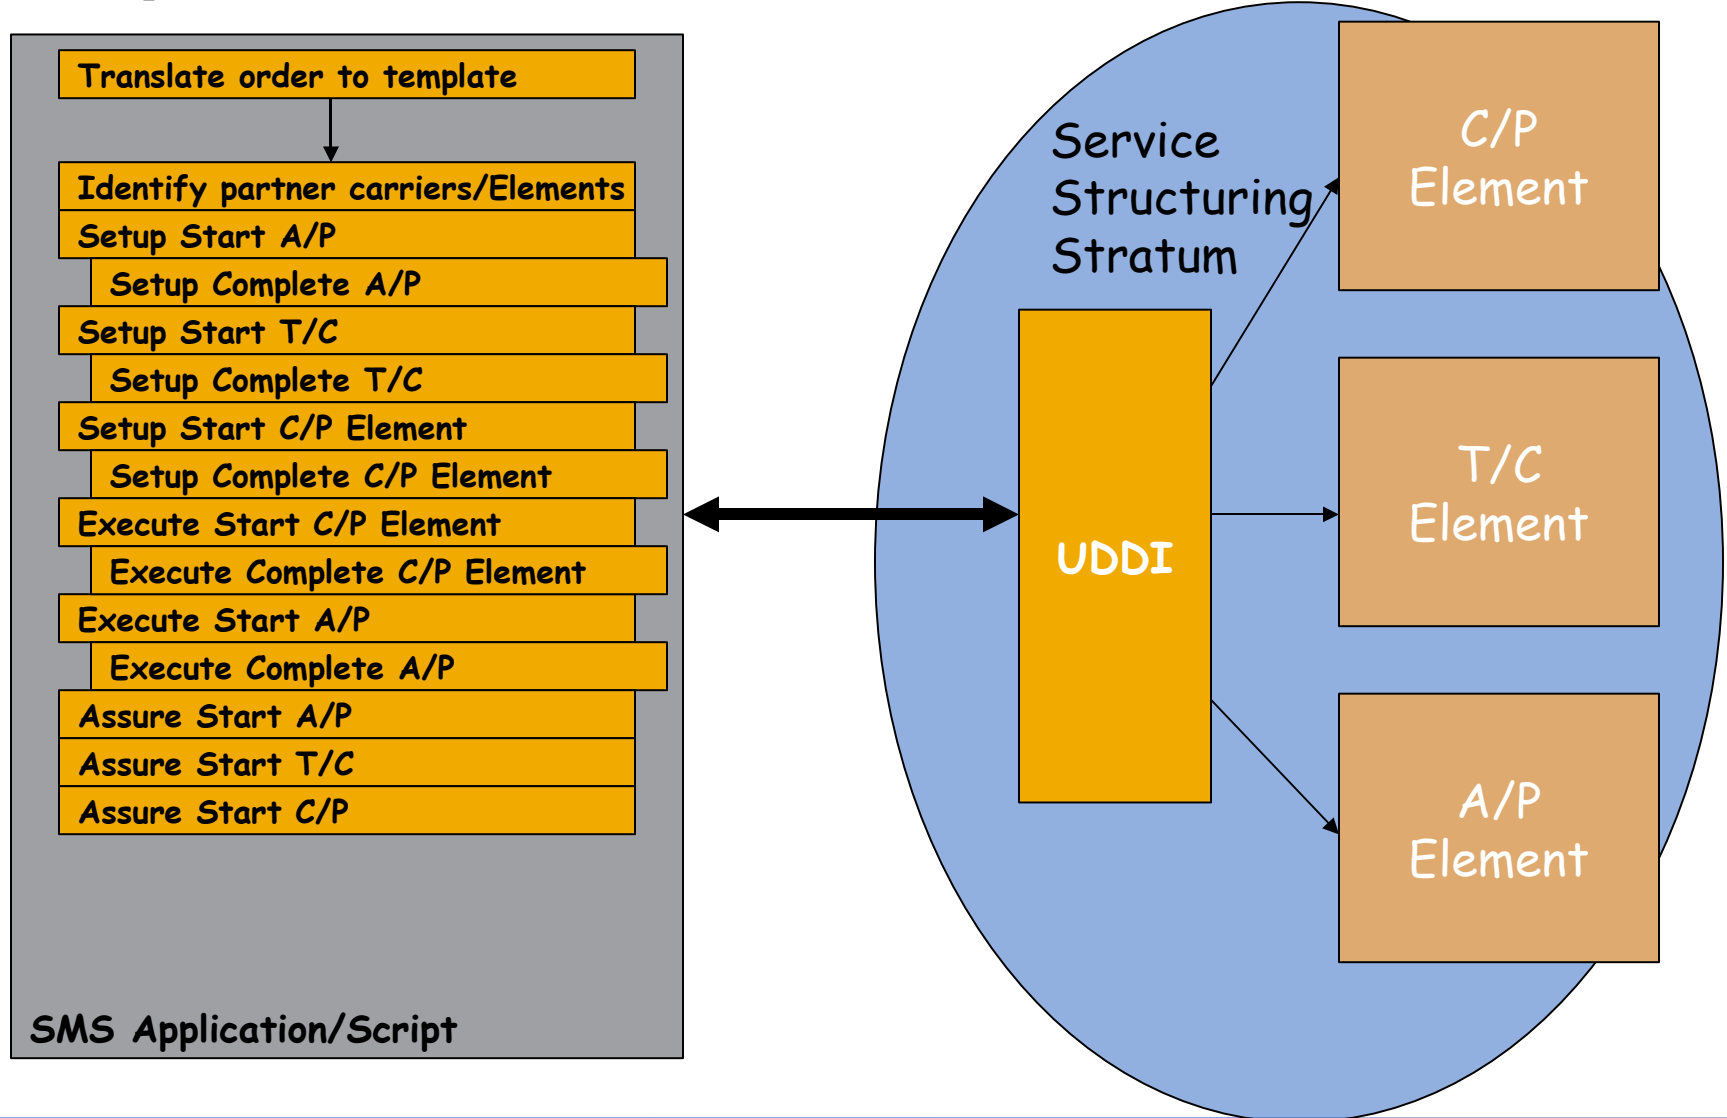 Translate order to template
Identify partner carriers/Elements
Setup Start A/P
Setup Complete A/P
Setup Start T/C
Setup Complete T/C
Setup Start C/P Element
Setup Complete C/P Element
Execute Start C/P Element
Execute Complete C/P Element
Execute Start A/P
Execute Complete A/P
Assure Start A/P
Assure Start T/C
Assure Start C/P
SMS Application/Script
Service
Structuring
Stratum
UDDI
C/P
Element
T/C
Element
A/P
Element